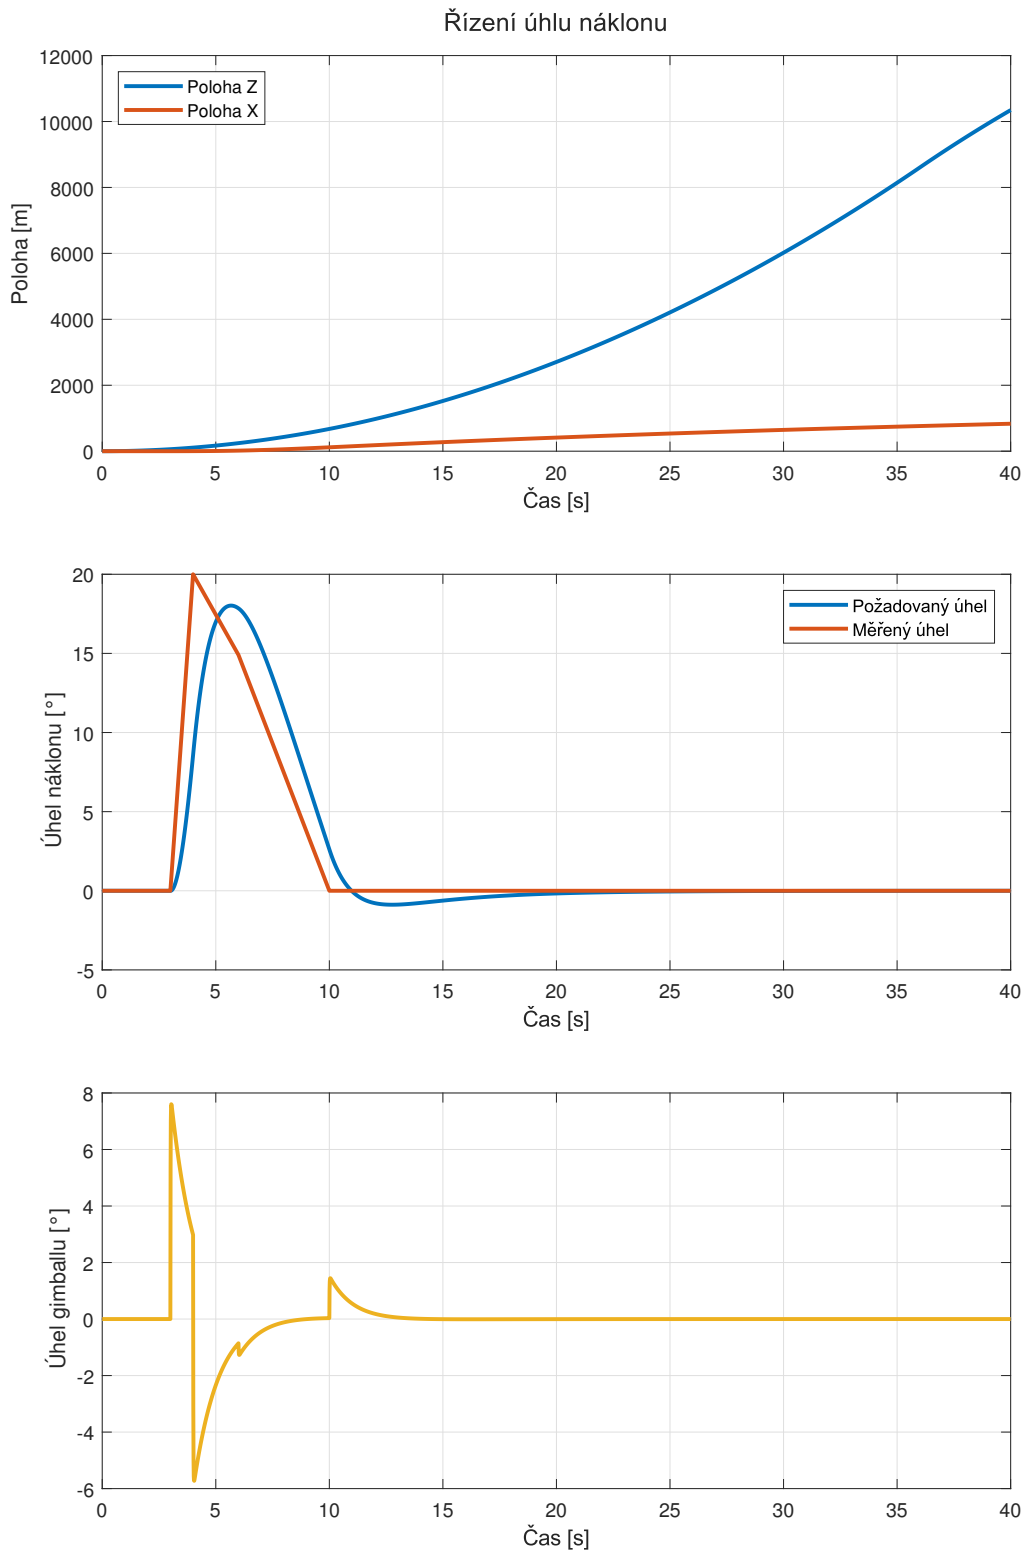 Řízení úhlu náklonu
12000
10000
8000
6000
4000
2000
0
Poloha [m]
Poloha Z
Poloha X
0 5 10 15 20 25 30 35 40
Čas [s]
20
15
10
5
0
-5
Úhel náklonu [°]
Požadovaný úhel
Měřený úhel
0 5 10 15 20 25 30 35 40
Čas [s]
8
6
4
2
0
-2
-4
-6
Úhel gimballu [°]
0 5 10 15 20 25 30 35 40
Čas [s]